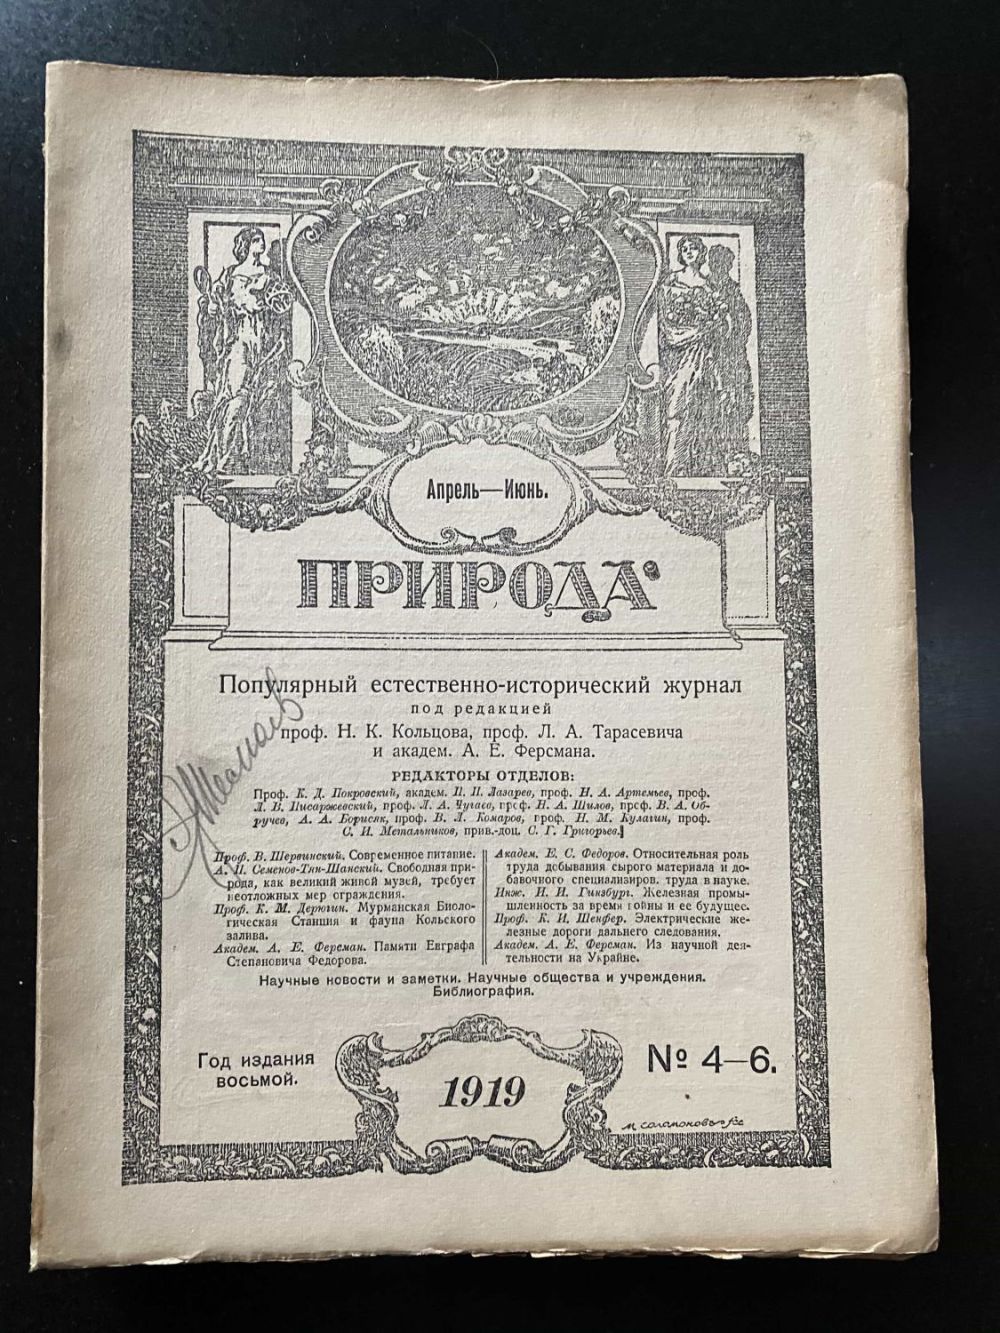 Апрель—Июнь.
ПРИРОДА
Популярный естественно-исторический журнал
под редакцией
проф. Н. К. Кольцова, проф. Л. А. Тарасевича
и академ. А. Е. Ферсмана.
РЕДАКТОРЫ ОТДЕЛОВ:
Проф. К. Д. Покровский, академ. П. П. Лазарев, проф. Н. А. Артемьев, проф.
Л. В. Писаржевский, проф. Л. А. Чугаев, проф. Н. А. Шилов, проф. В. А. Об-
ручев, А. А. Борисяк, проф. В. Л. Комаров, проф. Н. М. Кулагин, проф.
С. И. Метальников, прив.-доц. С. Г. Григорьев.
Проф. В. Шервинский. Современное питание.
А. П. Семенов-Тян-Шанский. Свободная при-
рода, как великий живой музей, требует
неотложных мер ограждения.
Проф. К. М. Дерюгин. Мурманская Биоло-
гическая Станция и фауна Кольского
залива.
Академ. А. Е. Ферсман. Памяти Евграфа
Степановича Федорова.
Академ. Е. С. Федоров. Относительная роль
труда добывания сырого материала и до-
бавочного специализиров. труда в науке.
Инж. И. И. Гинзбург. Железная промы-
шленность за время войны и ее будущее.
Проф. К. И. Шенфер. Электрические же-
лезные дороги дальнего следования.
Академ. А. Е. Ферсман. Из научной дея-
тельности на Украйне.
Научные новости и заметки. Научные общества и учреждения.
Библиография.
Год издания
восьмой.
1919
№ 4–6.
М Соломонов